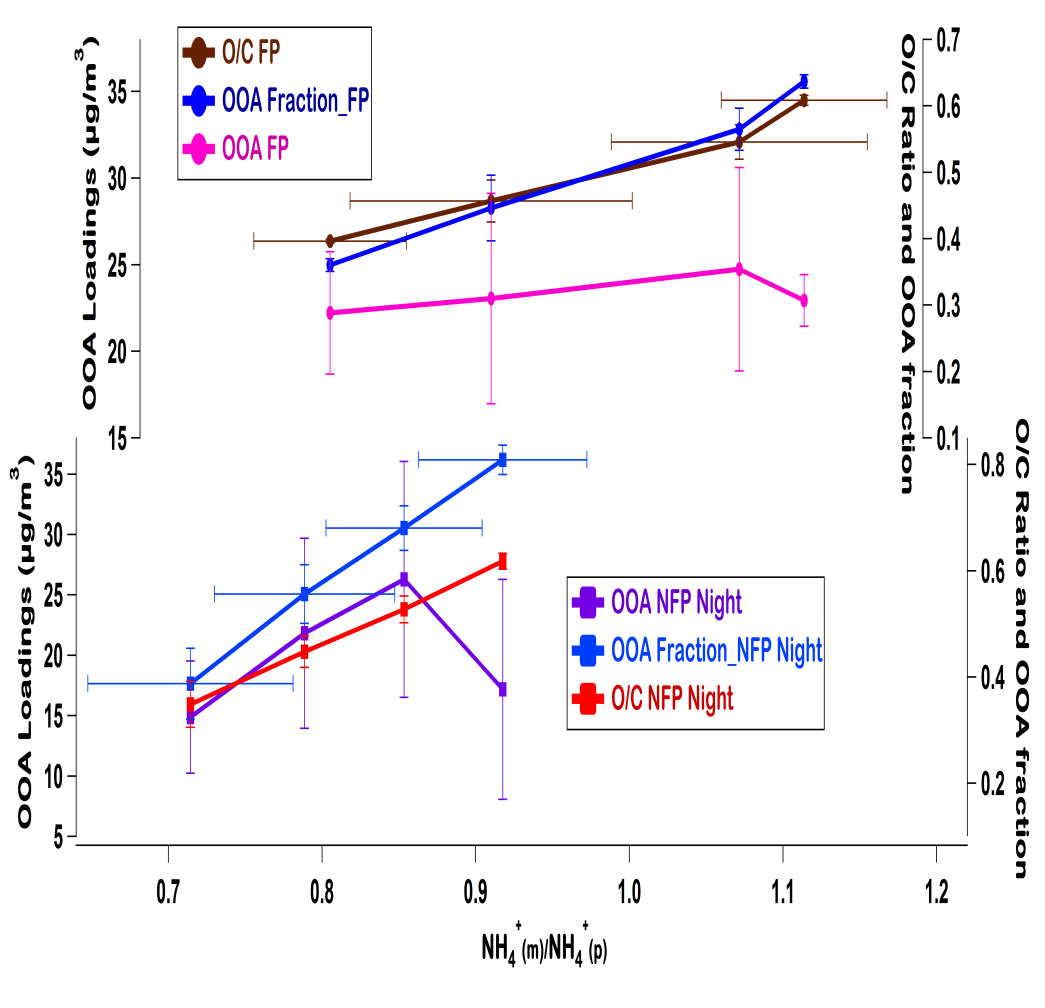 O/C FP
OOA Fraction_FP
OOA FP
OOA Loadings (µg/m³)
35
30
25
20
15
O/C Ratio and OOA fraction
0.7
0.6
0.5
0.4
0.3
0.2
0.1
OOA Loadings (µg/m³)
35
30
25
20
15
10
5
O/C Ratio and OOA fraction
0.8
0.6
0.4
0.2
OOA NFP Night
OOA Fraction_NFP Night
O/C NFP Night
0.7 0.8 0.9 1.0 1.1 1.2
NH₄⁺(m)/NH₄⁺(p)